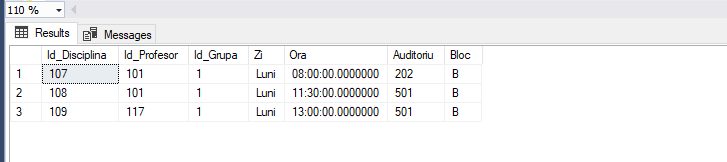 110 %
Results Messages
Id_Disciplina Id_Profesor Id_Grupa Zi Ora Auditoriu Bloc
1 107 101 1 Luni 08:00:00.0000000 202 B
2 108 101 1 Luni 11:30:00.0000000 501 B
3 109 117 1 Luni 13:00:00.0000000 501 B